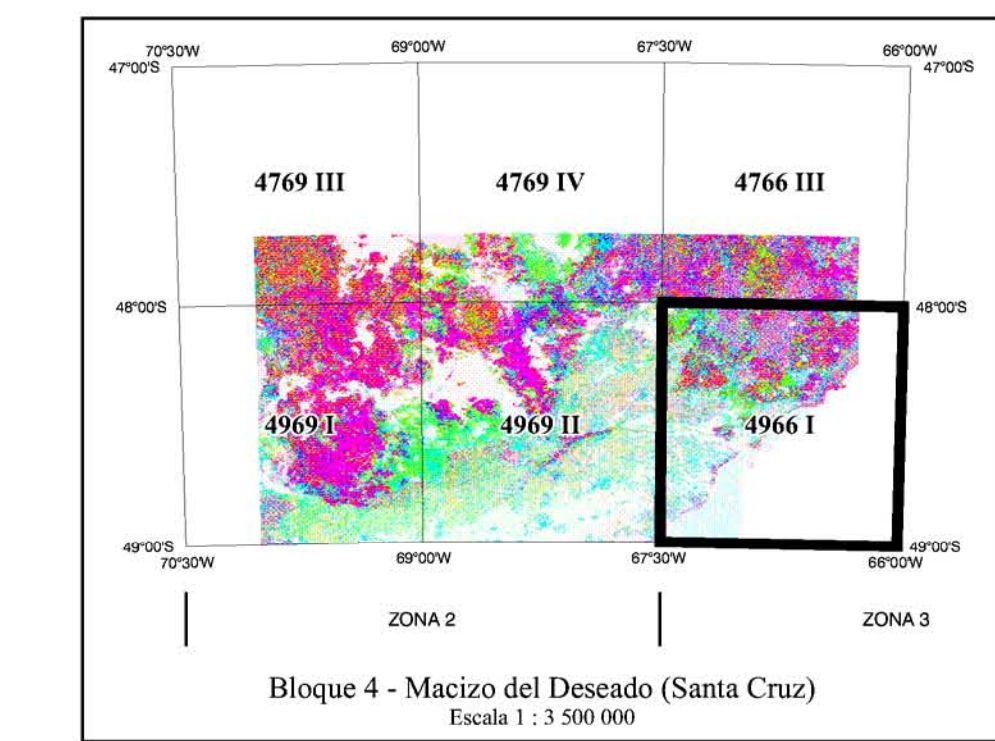 70°30'W 69°00'W 67°30'W 66°00'W
47°00'S 47°00'S
4769 III 4769 IV 4766 III
48°00'S 48°00'S
4969 I 4969 II 4966 I
49°00'S 49°00'S
70°30'W 69°00'W 67°30'W 66°00'W
ZONA 2 ZONA 3
Bloque 4 - Macizo del Deseado (Santa Cruz)
Escala 1 : 3 500 000